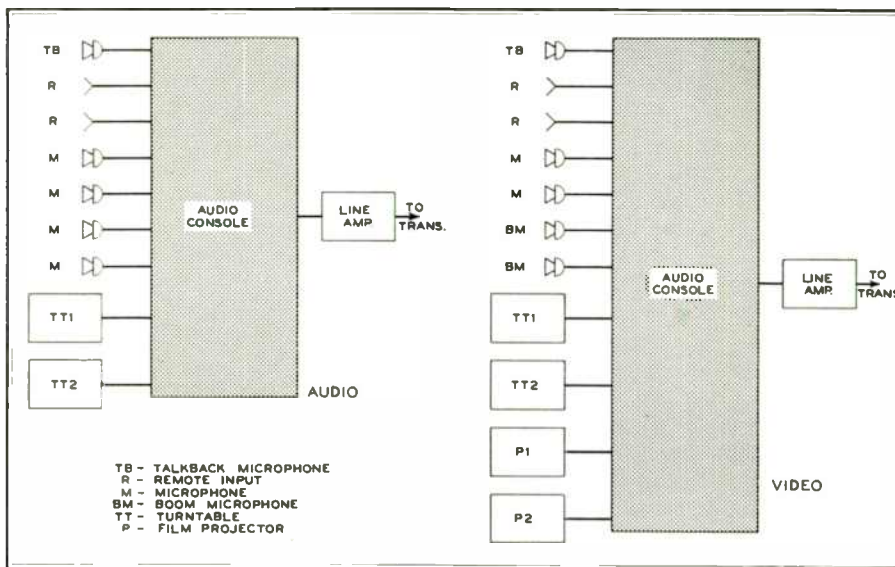 TB
R
R
M
M
M
M
TT1
TT2
AUDIO
CONSOLE
LINE
AMP.
TO
TRANS.
AUDIO
TB - TALKBACK MICROPHONE
R - REMOTE INPUT
M - MICROPHONE
BM - BOOM MICROPHONE
TT - TURNTABLE
P - FILM PROJECTOR
TB
R
R
M
M
BM
BM
TT1
TT2
P1
P2
AUDIO
CONSOLE
LINE
AMP.
TO
TRANS
VIDEO